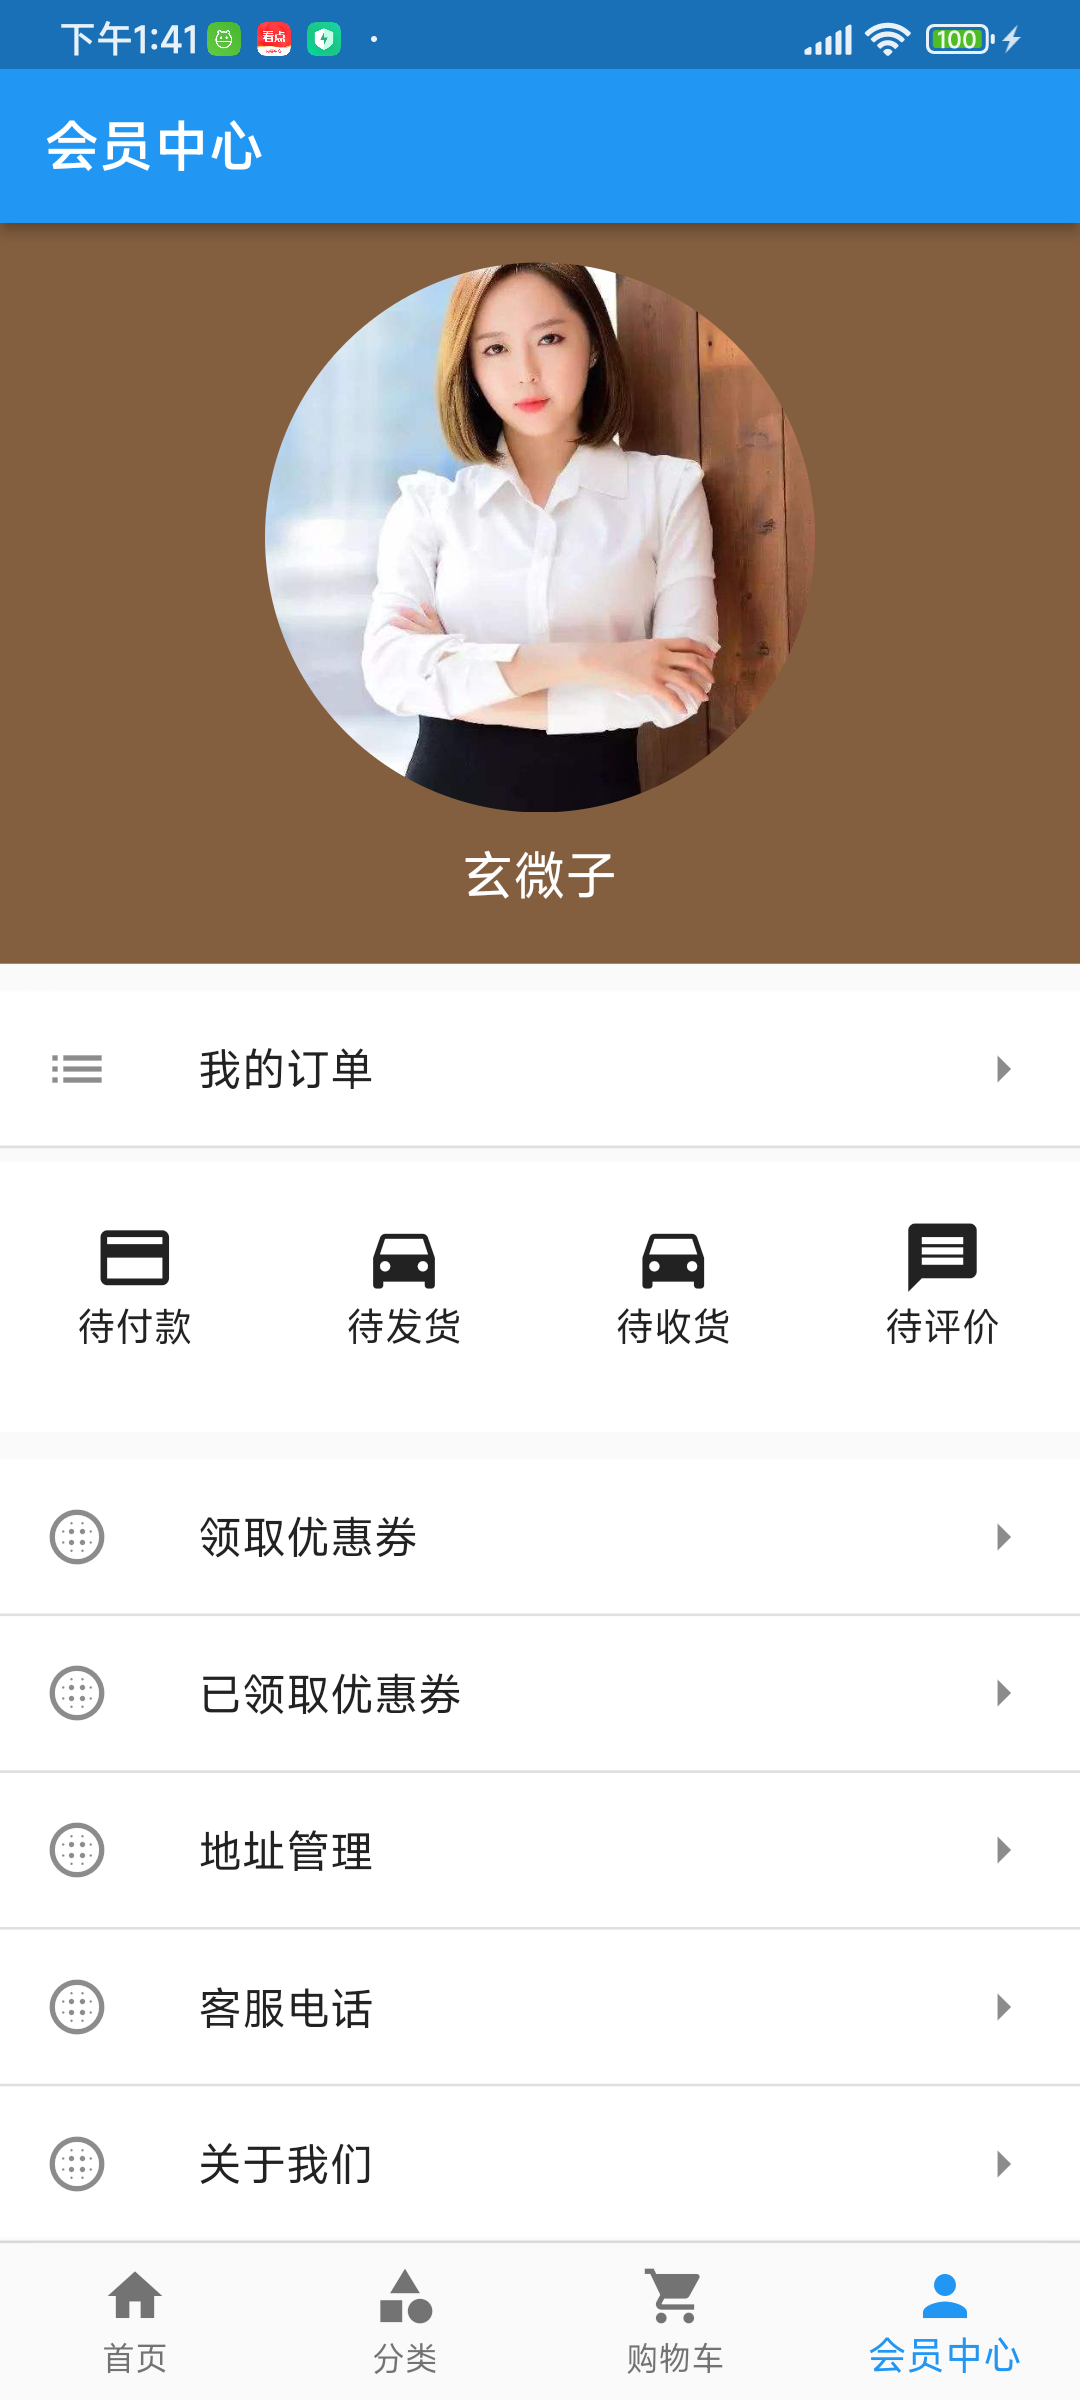 下午1:41
看点
100
会员中心
玄微子
我的订单
待付款 待发货 待收货 待评价
领取优惠券
已领取优惠券
地址管理
客服电话
关于我们
首页 分类 购物车 会员中心